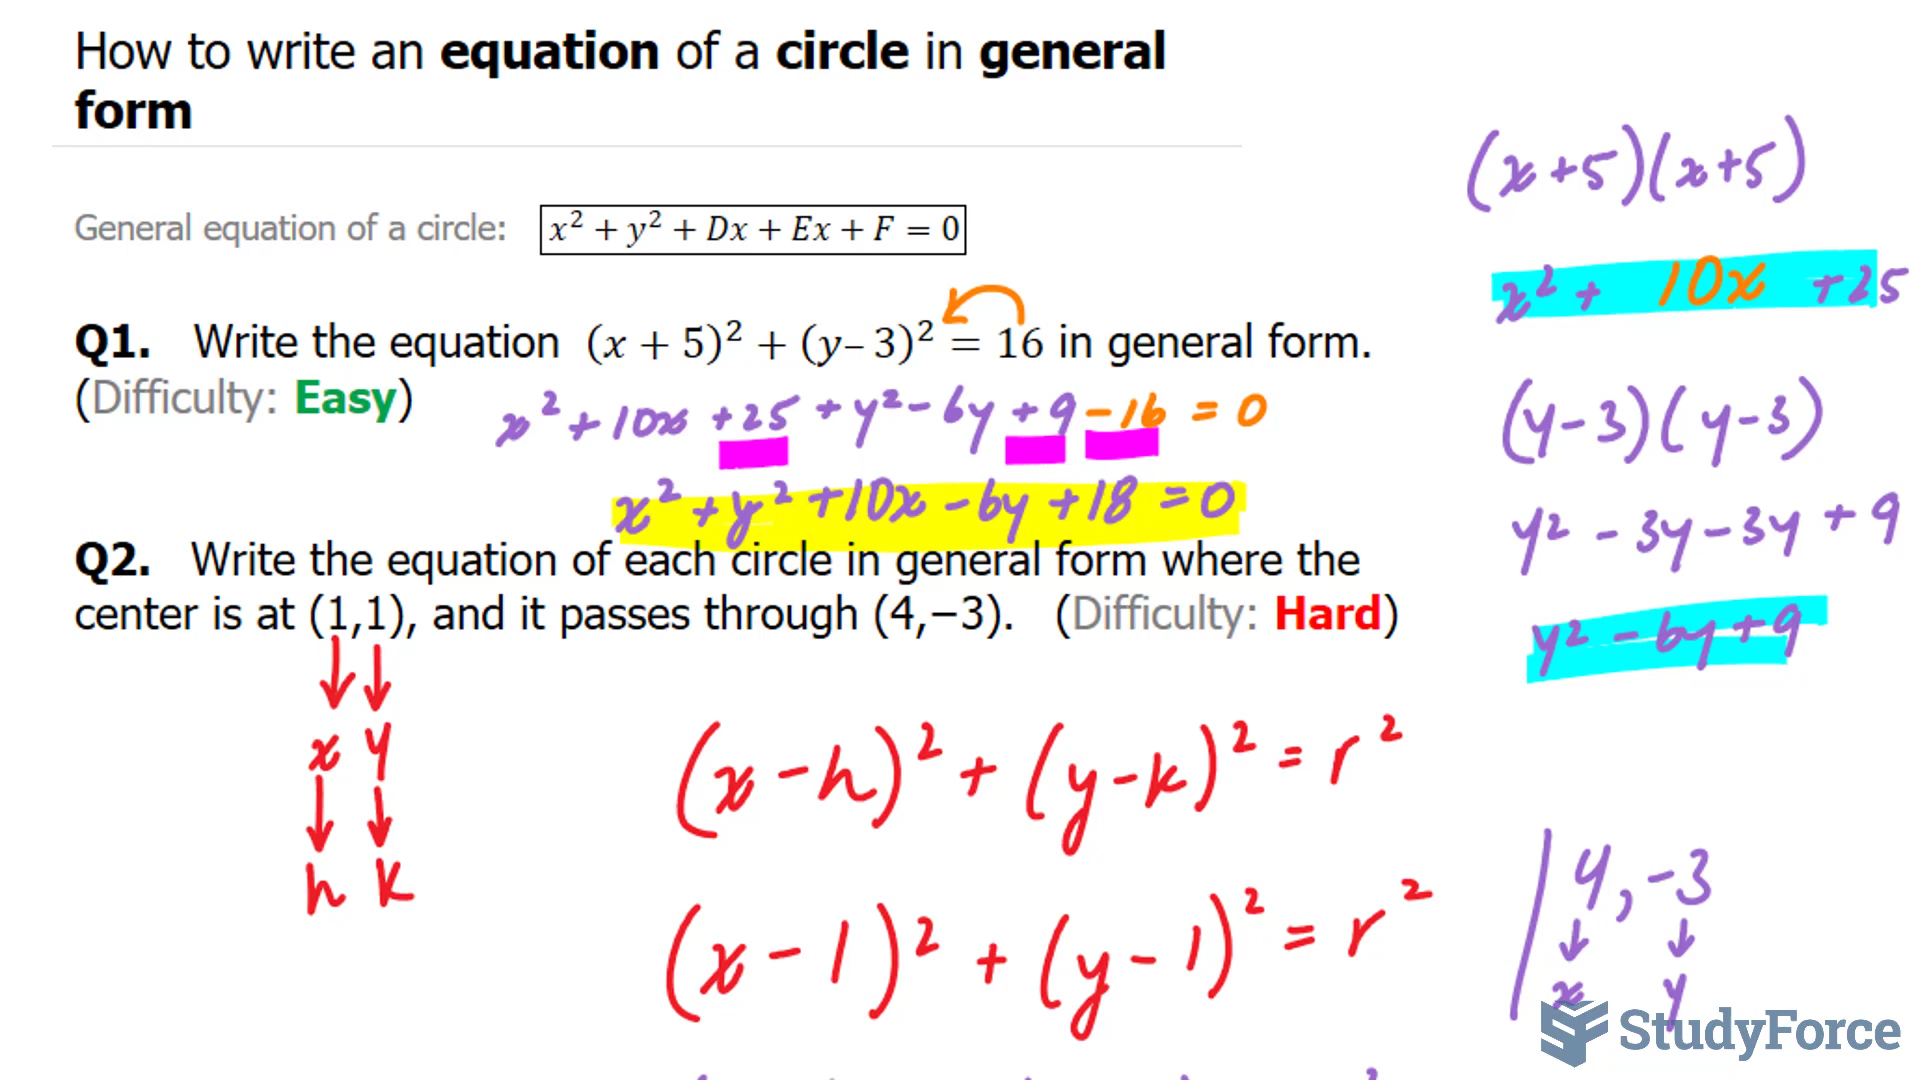 How to write an equation of a circle in general
form
General equation of a circle: x² + y² + Dx + Ex + F = 0
Q1. Write the equation (x + 5)² + (y– 3)² = 16 in general form.
(Difficulty: Easy)
x² + 10x + 25 + y² - 6y + 9 - 16 = 0
x² + y² + 10x - 6y + 18 = 0
Q2. Write the equation of each circle in general form where the
center is at (1,1), and it passes through (4,−3). (Difficulty: Hard)
x y
h k
(x - h)² + (y - k)² = r²
(x - 1)² + (y - 1)² = r²
(x + 5)(x + 5)
x² + 10x + 25
(y - 3)(y - 3)
y² - 3y - 3y + 9
y² - 6y + 9
4, -3
x y
StudyForce